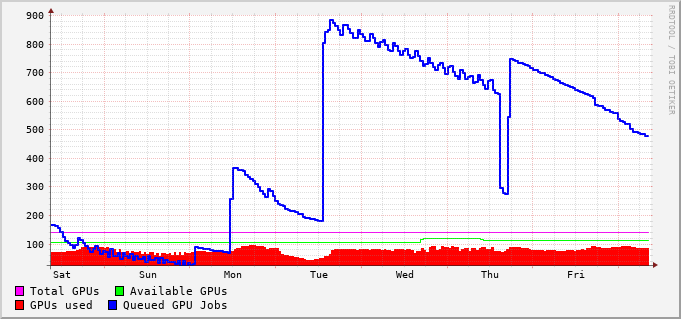 900
800
700
600
500
400
300
200
100
Sat Sun Mon Tue Wed Thu Fri
Total GPUs Available GPUs
GPUs used Queued GPU Jobs
RRDTOOL / TOBI OETIKER